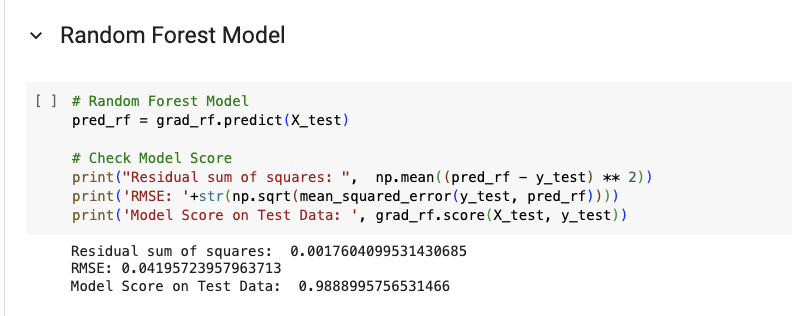 Random Forest Model
[ ] # Random Forest Model
pred_rf = grad_rf.predict(X_test)
# Check Model Score
print("Residual sum of squares: ",  np.mean((pred_rf - y_test) ** 2))
print('RMSE: '+str(np.sqrt(mean_squared_error(y_test, pred_rf))))
print('Model Score on Test Data: ', grad_rf.score(X_test, y_test))
Residual sum of squares:  0.0017604099531430685
RMSE: 0.04195723957963713
Model Score on Test Data:  0.9888995756531466